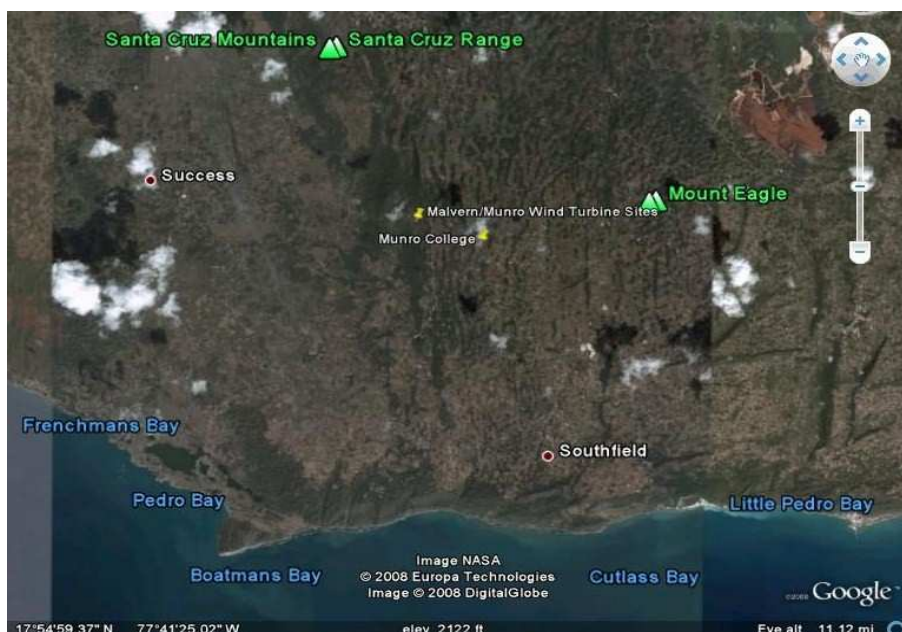 Santa Cruz Mountains Santa Cruz Range
Success
Mount Eagle
Malvern/Munro Wind Turbine Sites
Munro College
Frenchmans Bay
Southfield
Pedro Bay
Little Pedro Bay
Boatmans Bay
Cutlass Bay
Image NASA
© 2008 Europa Technologies
Image © 2008 DigitalGlobe
©2008 Google
17°54'59.37" N 77°41'25.02" W elev 2122 ft Eye alt 11.12 mi